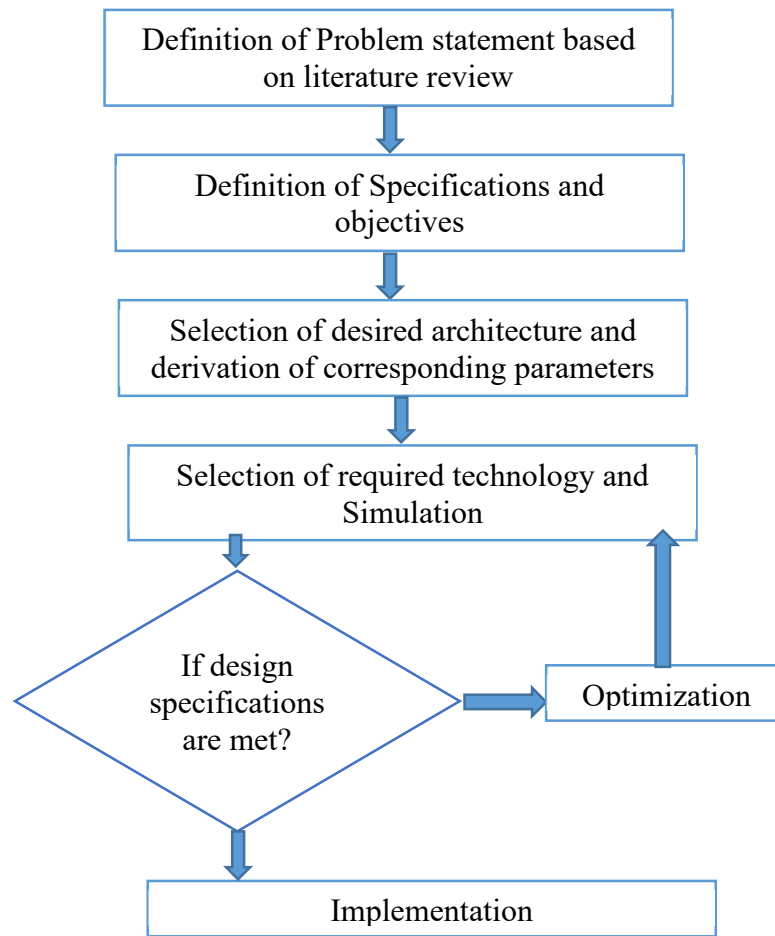 Definition of Problem statement based
on literature review
Definition of Specifications and
objectives
Selection of desired architecture and
derivation of corresponding parameters
Selection of required technology and
Simulation
If design
specifications
are met?
Optimization
Implementation